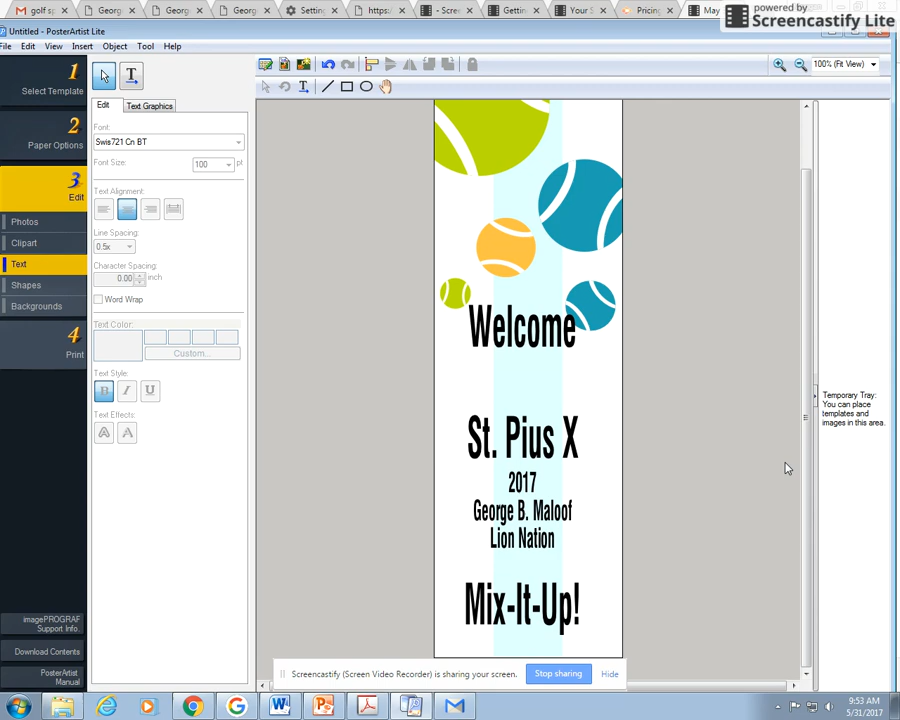 golf sp
Georg
Georg
Georg
Setting
https:
- Scree
Getting
Your S
Pricing
May
powered by
Screencastify Lite
Untitled - PosterArtist Lite
File Edit View Insert Object Tool Help
1
Select Template
2
Paper Options
3
Edit
Photos
Clipart
Text
Shapes
Backgrounds
4
Print
imagePROGRAF
Support Info.
Download Contents
PosterArtist
Manual
T
Edit
Text Graphics
Font:
Swis721 Cn BT
Font Size:
100 pt
Text Alignment:
Line Spacing:
0.5x
Character Spacing:
0.00 inch
Word Wrap
Text Color:
Custom...
Text Style:
B I U
Text Effects:
A A
100% (Fit View)
T
Welcome
St. Pius X
2017
George B. Maloof
Lion Nation
Mix-It-Up!
Temporary Tray:
You can place
templates and
images in this area.
Screencastify (Screen Video Recorder) is sharing your screen.
Stop sharing
Hide
9:53 AM
5/31/2017